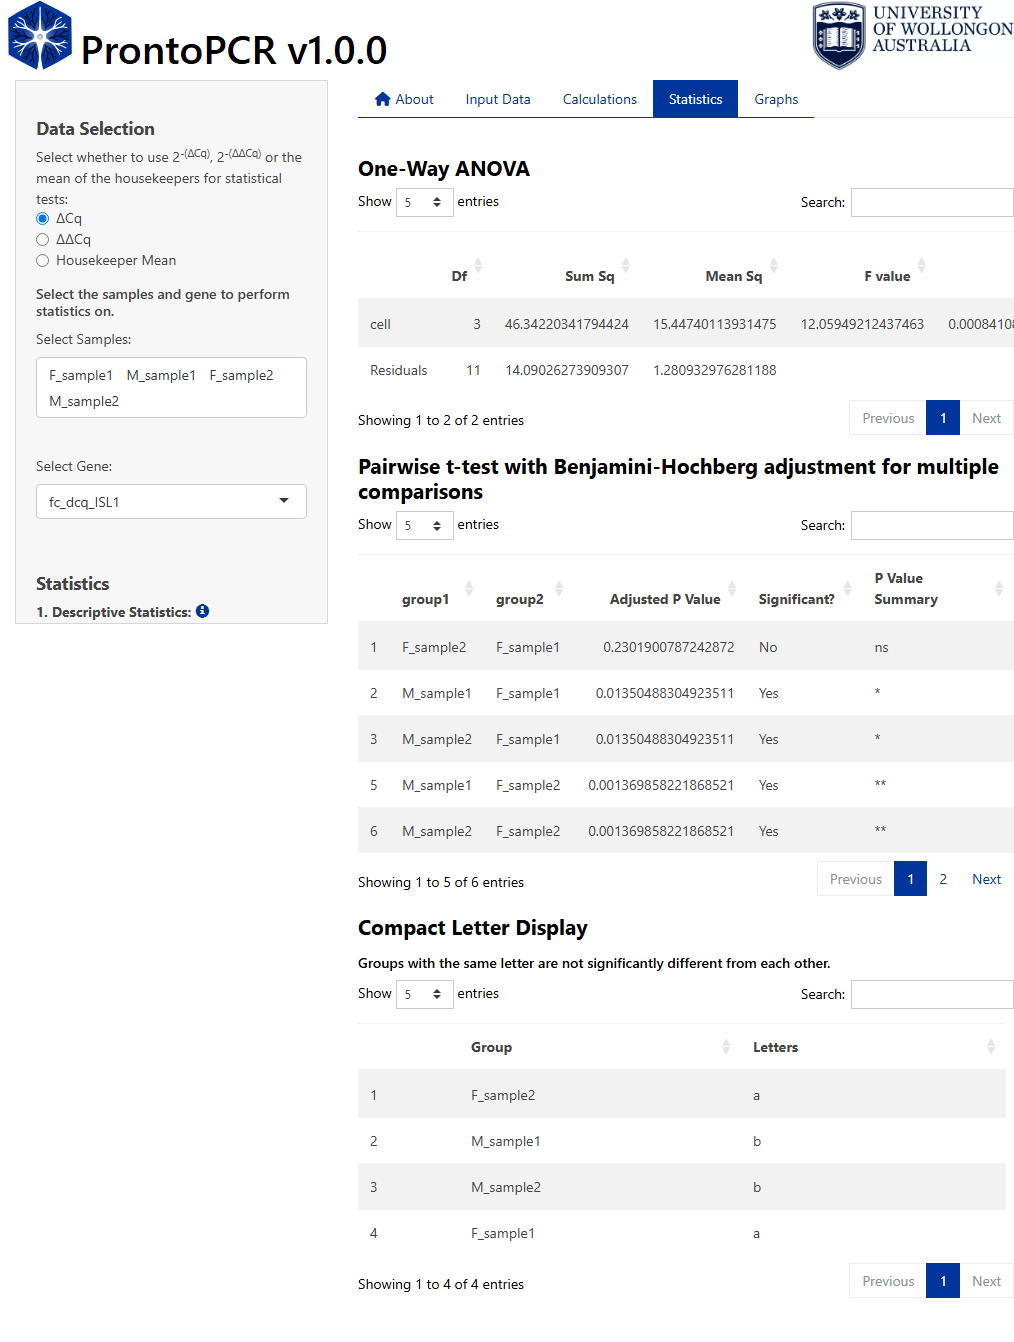 ProntoPCR v1.0.0
UNIVERSITY
OF WOLLONGONG
AUSTRALIA
Data Selection
Select whether to use 2-(ΔCq), 2-(ΔΔCq) or the
mean of the housekeepers for statistical
tests:
ΔCq
ΔΔCq
Housekeeper Mean
Select the samples and gene to perform
statistics on.
Select Samples:
F_sample1 M_sample1 F_sample2
M_sample2
Select Gene:
fc_dcq_ISL1
Statistics
1. Descriptive Statistics:
About Input Data Calculations Statistics Graphs
One-Way ANOVA
Show 5 entries Search:
Df Sum Sq Mean Sq F value
cell 3 46.34220341794424 15.44740113931475 12.05949212437463 0.0008410
Residuals 11 14.09026273909307 1.280932976281188
Showing 1 to 2 of 2 entries Previous 1 Next
Pairwise t-test with Benjamini-Hochberg adjustment for multiple
comparisons
Show 5 entries Search:
group1 group2 Adjusted P Value Significant? P Value Summary
1 F_sample2 F_sample1 0.2301900787242872 No ns
2 M_sample1 F_sample1 0.01350488304923511 Yes *
3 M_sample2 F_sample1 0.01350488304923511 Yes *
5 M_sample1 F_sample2 0.001369858221868521 Yes **
6 M_sample2 F_sample2 0.001369858221868521 Yes **
Showing 1 to 5 of 6 entries Previous 1 2 Next
Compact Letter Display
Groups with the same letter are not significantly different from each other.
Show 5 entries Search:
Group Letters
1 F_sample2 a
2 M_sample1 b
3 M_sample2 b
4 F_sample1 a
Showing 1 to 4 of 4 entries Previous 1 Next